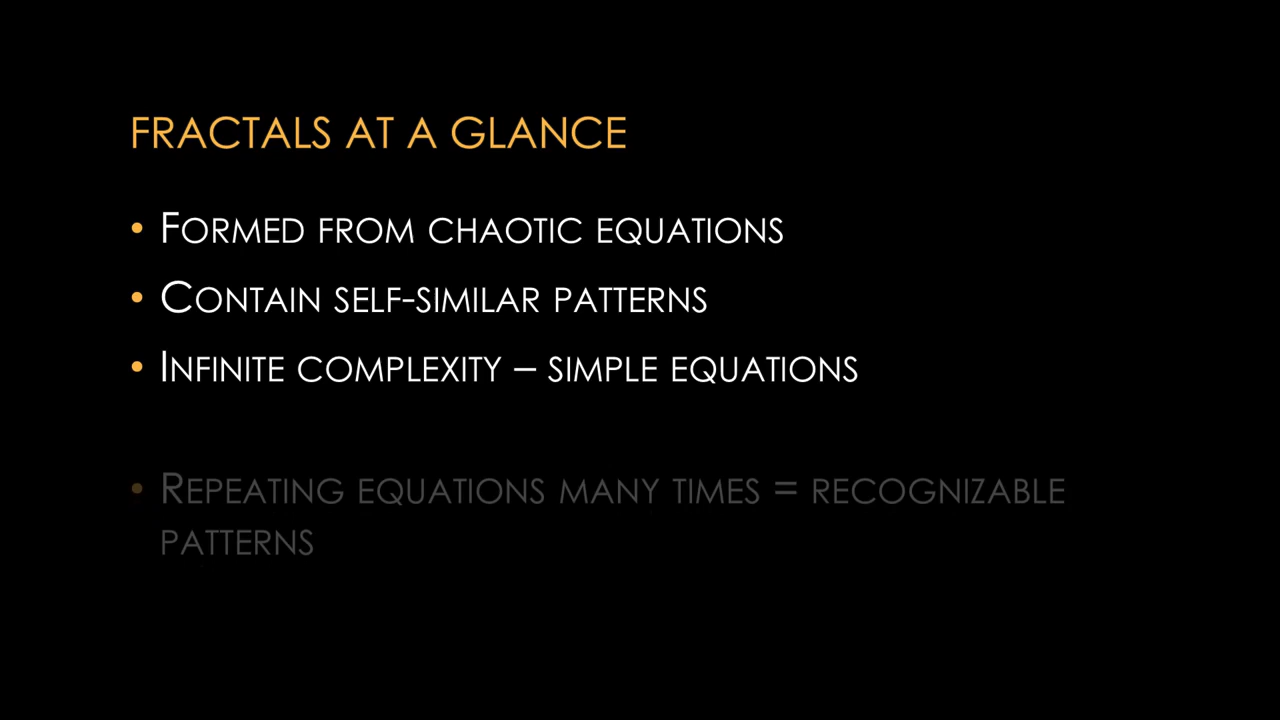 FRACTALS AT A GLANCE
• FORMED FROM CHAOTIC EQUATIONS
• CONTAIN SELF-SIMILAR PATTERNS
• INFINITE COMPLEXITY – SIMPLE EQUATIONS
• REPEATING EQUATIONS MANY TIMES = RECOGNIZABLE
PATTERNS